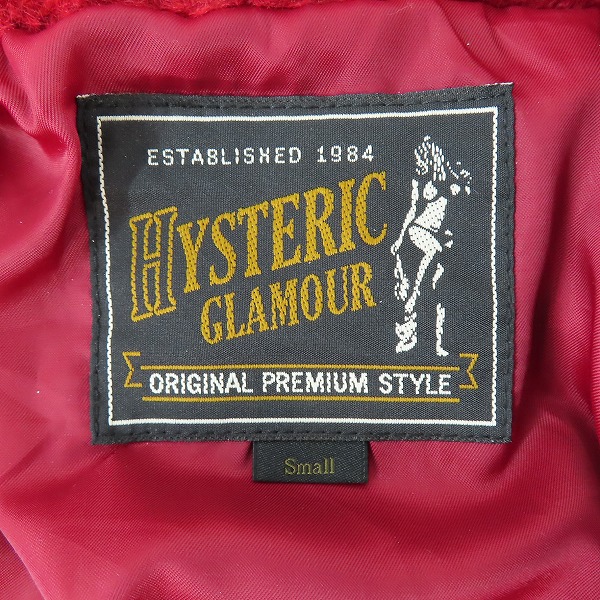 ESTABLISHED 1984
HYSTERIC
GLAMOUR
ORIGINAL PREMIUM STYLE
Small